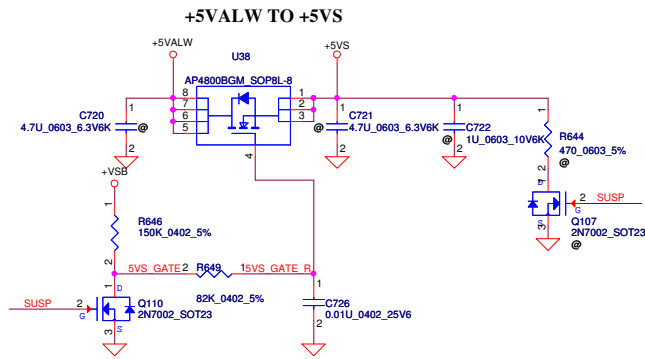 +5VALW TO +5VS
+5VALW
U38
+5VS
AP4800BGM_SOP8L-8
8 1
7 2
6 3
5
4
1
C720
4.7U_0603_6.3V6K
@
2
1
C721
@ 4.7U_0603_6.3V6K
2
1
C722
1U_0603_10V6K
@
2
1
R644
470_0603_5%
@
2
+VSB
1
R646
150K_0402_5%
2
1
D
SUSP
2
G
Q107
2N7002_SOT23
S
3
@
5VS_GATE 2 R649 1 5VS_GATE_R
82K_0402_5%
1
D
SUSP 2
G
Q110
2N7002_SOT23
S
3
1
C726
0.01U_0402_25V6
2